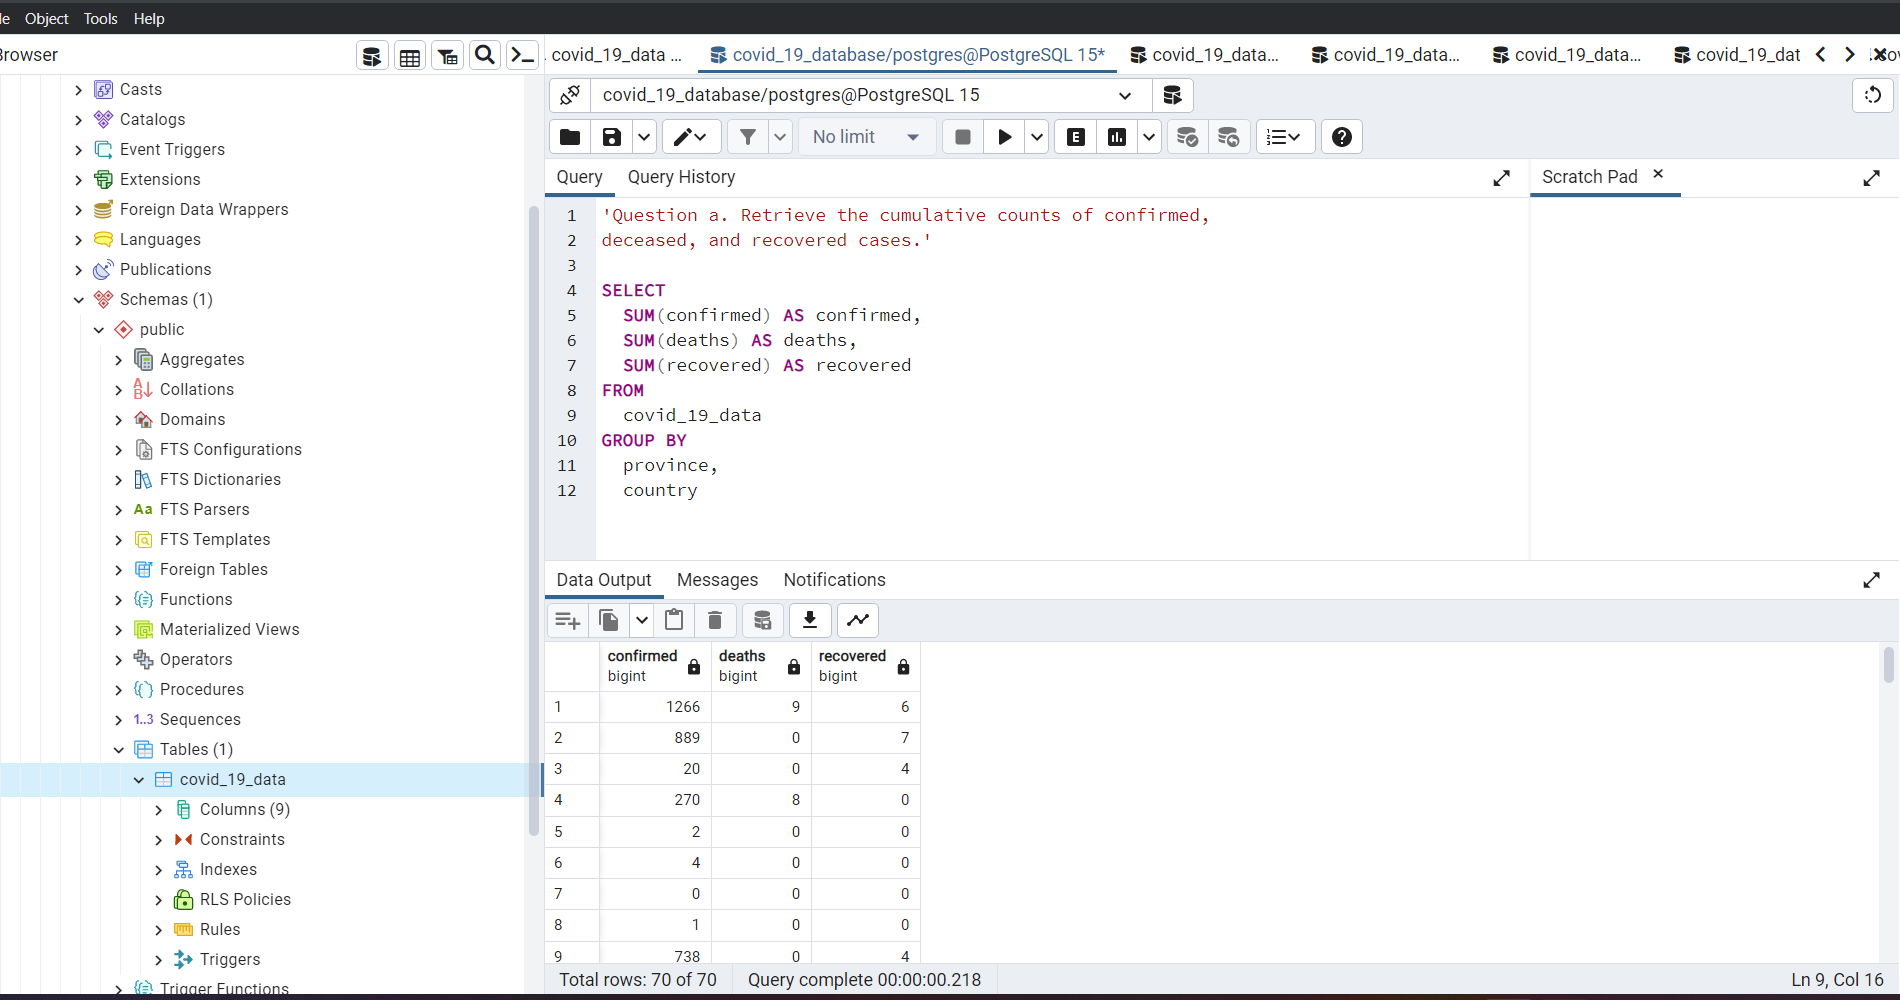 le Object Tools Help
Browser
covid_19_data ...
covid_19_database/postgres@PostgreSQL 15*
covid_19_data...
covid_19_data...
covid_19_data...
covid_19_dat
covid_19_database/postgres@PostgreSQL 15
No limit
E
Query
Query History
Scratch Pad
Casts
Catalogs
Event Triggers
Extensions
Foreign Data Wrappers
Languages
Publications
Schemas (1)
public
Aggregates
Collations
Domains
FTS Configurations
FTS Dictionaries
Aa FTS Parsers
FTS Templates
Foreign Tables
Functions
Materialized Views
Operators
Procedures
1..3 Sequences
Tables (1)
covid_19_data
Columns (9)
Constraints
Indexes
RLS Policies
Rules
Triggers
Trigger Functions
1 'Question a. Retrieve the cumulative counts of confirmed,
2 deceased, and recovered cases.'
3
4 SELECT
5 SUM(confirmed) AS confirmed,
6 SUM(deaths) AS deaths,
7 SUM(recovered) AS recovered
8 FROM
9 covid_19_data
10 GROUP BY
11 province,
12 country
Data Output Messages Notifications
confirmed deaths recovered
bigint bigint bigint
1 1266 9 6
2 889 0 7
3 20 0 4
4 270 8 0
5 2 0 0
6 4 0 0
7 0 0 0
8 1 0 0
9 738 0 4
Total rows: 70 of 70 Query complete 00:00:00.218 Ln 9, Col 16